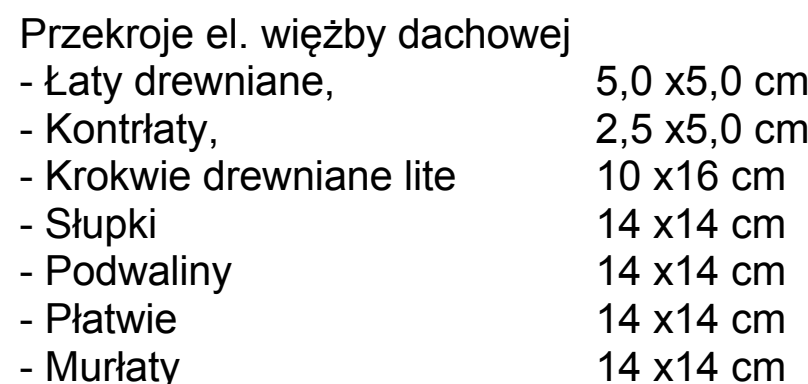 Przekroje el. więżby dachowej
- Łaty drewniane, 5,0 x5,0 cm
- Kontrłaty, 2,5 x5,0 cm
- Krokwie drewniane lite 10 x16 cm
- Słupki 14 x14 cm
- Podwaliny 14 x14 cm
- Płatwie 14 x14 cm
- Murłaty 14 x14 cm